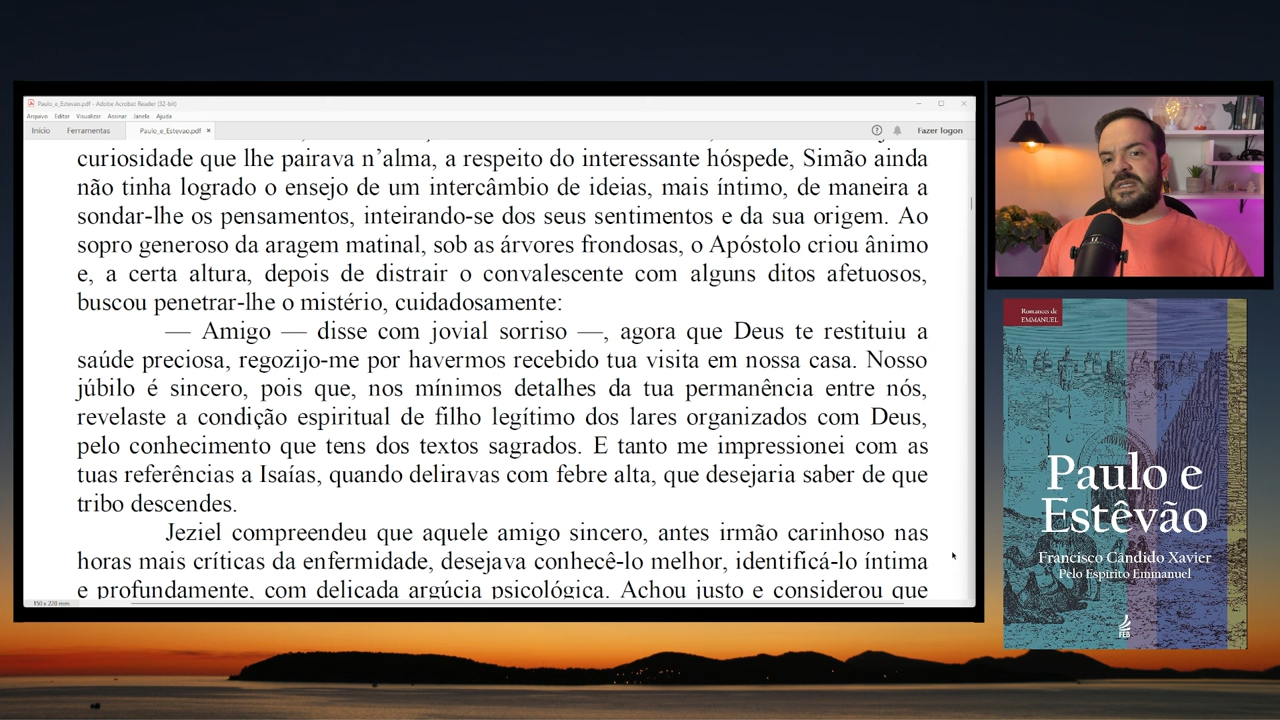 Paulo_e_Estevao.pdf - Adobe Acrobat Reader (32-bit)
Arquivo Editar Visualizar Assinar Janela Ajuda
Início Ferramentas Paulo_e_Estevao.pdf × Fazer logon
curiosidade que lhe pairava n’alma, a respeito do interessante hóspede, Simão ainda
não tinha logrado o ensejo de um intercâmbio de ideias, mais íntimo, de maneira a
sondar-lhe os pensamentos, inteirando-se dos seus sentimentos e da sua origem. Ao
sopro generoso da aragem matinal, sob as árvores frondosas, o Apóstolo criou ânimo
e, a certa altura, depois de distrair o convalescente com alguns ditos afetuosos,
buscou penetrar-lhe o mistério, cuidadosamente:
— Amigo — disse com jovial sorriso —, agora que Deus te restituiu a
saúde preciosa, regozijo-me por havermos recebido tua visita em nossa casa. Nosso
júbilo é sincero, pois que, nos mínimos detalhes da tua permanência entre nós,
revelaste a condição espiritual de filho legítimo dos lares organizados com Deus,
pelo conhecimento que tens dos textos sagrados. E tanto me impressionei com as
tuas referências a Isaías, quando deliravas com febre alta, que desejaria saber de que
tribo descendes.
Jeziel compreendeu que aquele amigo sincero, antes irmão carinhoso nas
horas mais críticas da enfermidade, desejava conhecê-lo melhor, identificá-lo íntima
e profundamente, com delicada argúcia psicológica. Achou justo e considerou que
150 x 220 mm
Romances de
EMMANUEL
Paulo e
Estêvão
Francisco Cândido Xavier
Pelo Espírito Emmanuel
FEB